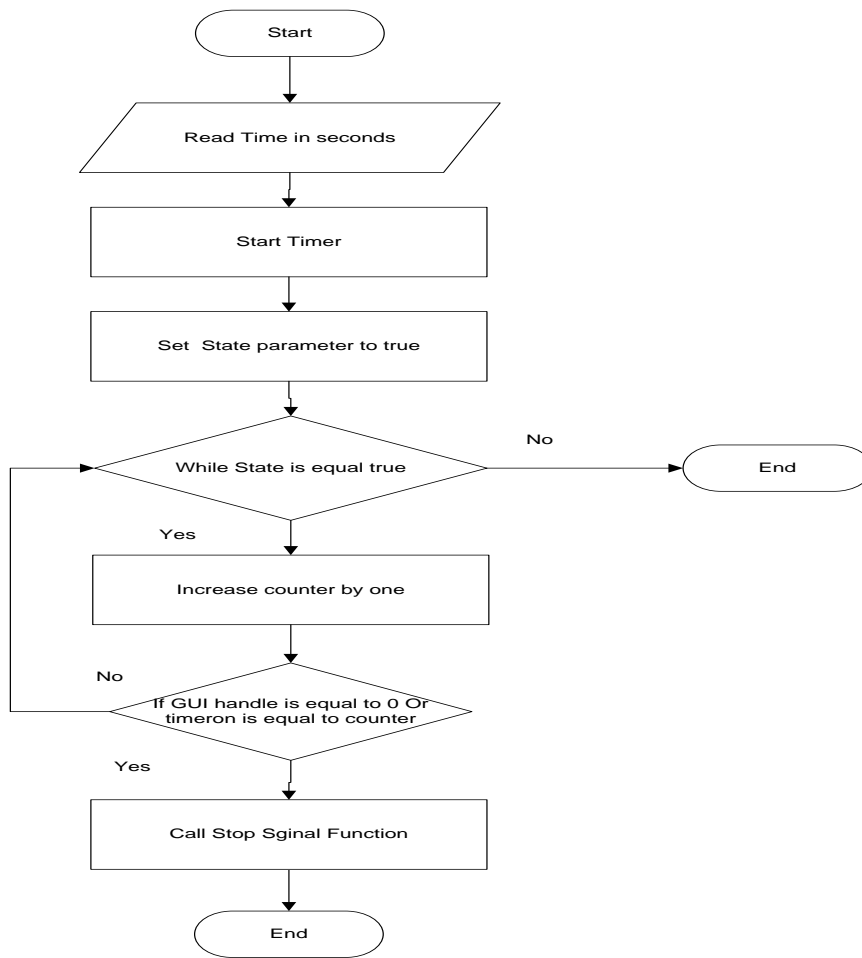 Start
Read Time in seconds
Start Timer
Set State parameter to true
While State is equal true
No
End
Yes
Increase counter by one
No
If GUI handle is equal to 0 Or
timeron is equal to counter
Yes
Call Stop Sginal Function
End